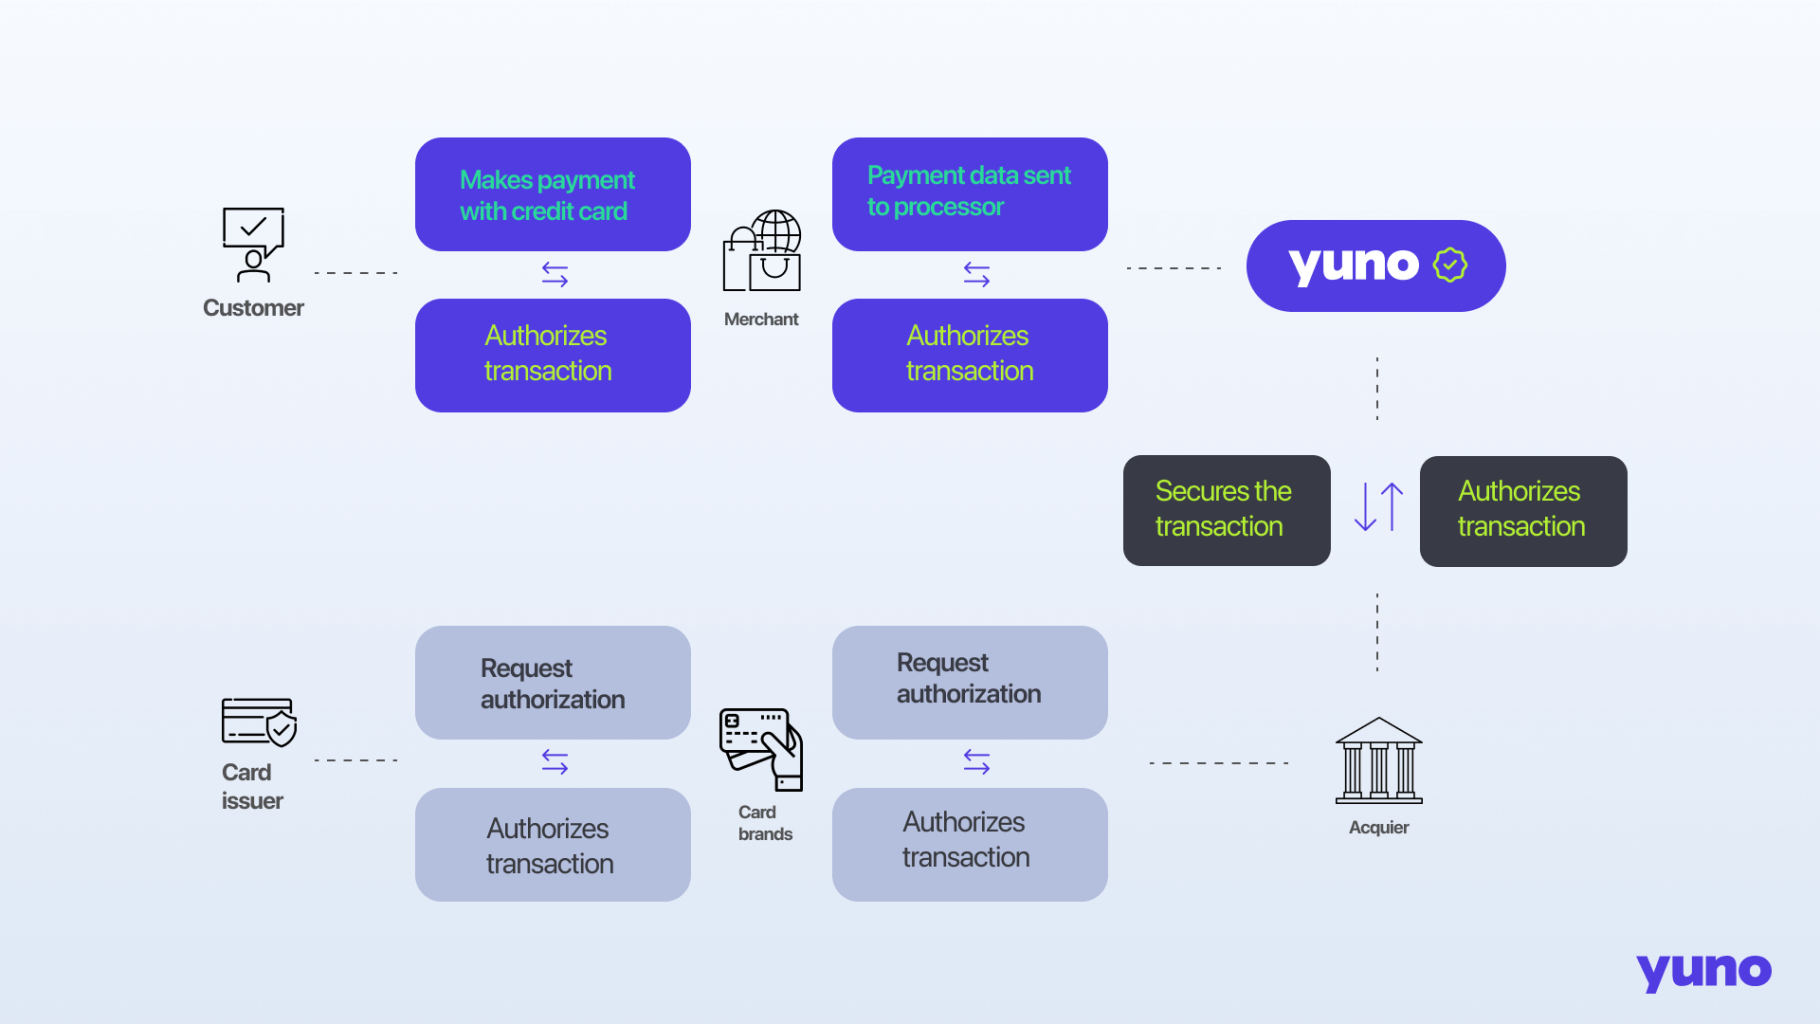 Makes payment
with credit card
Payment data sent
to processor
yuno
Customer
Merchant
Authorizes
transaction
Authorizes
transaction
Secures the
transaction
Authorizes
transaction
Request
authorization
Request
authorization
Card
issuer
Card
brands
Acquier
Authorizes
transaction
Authorizes
transaction
yuno